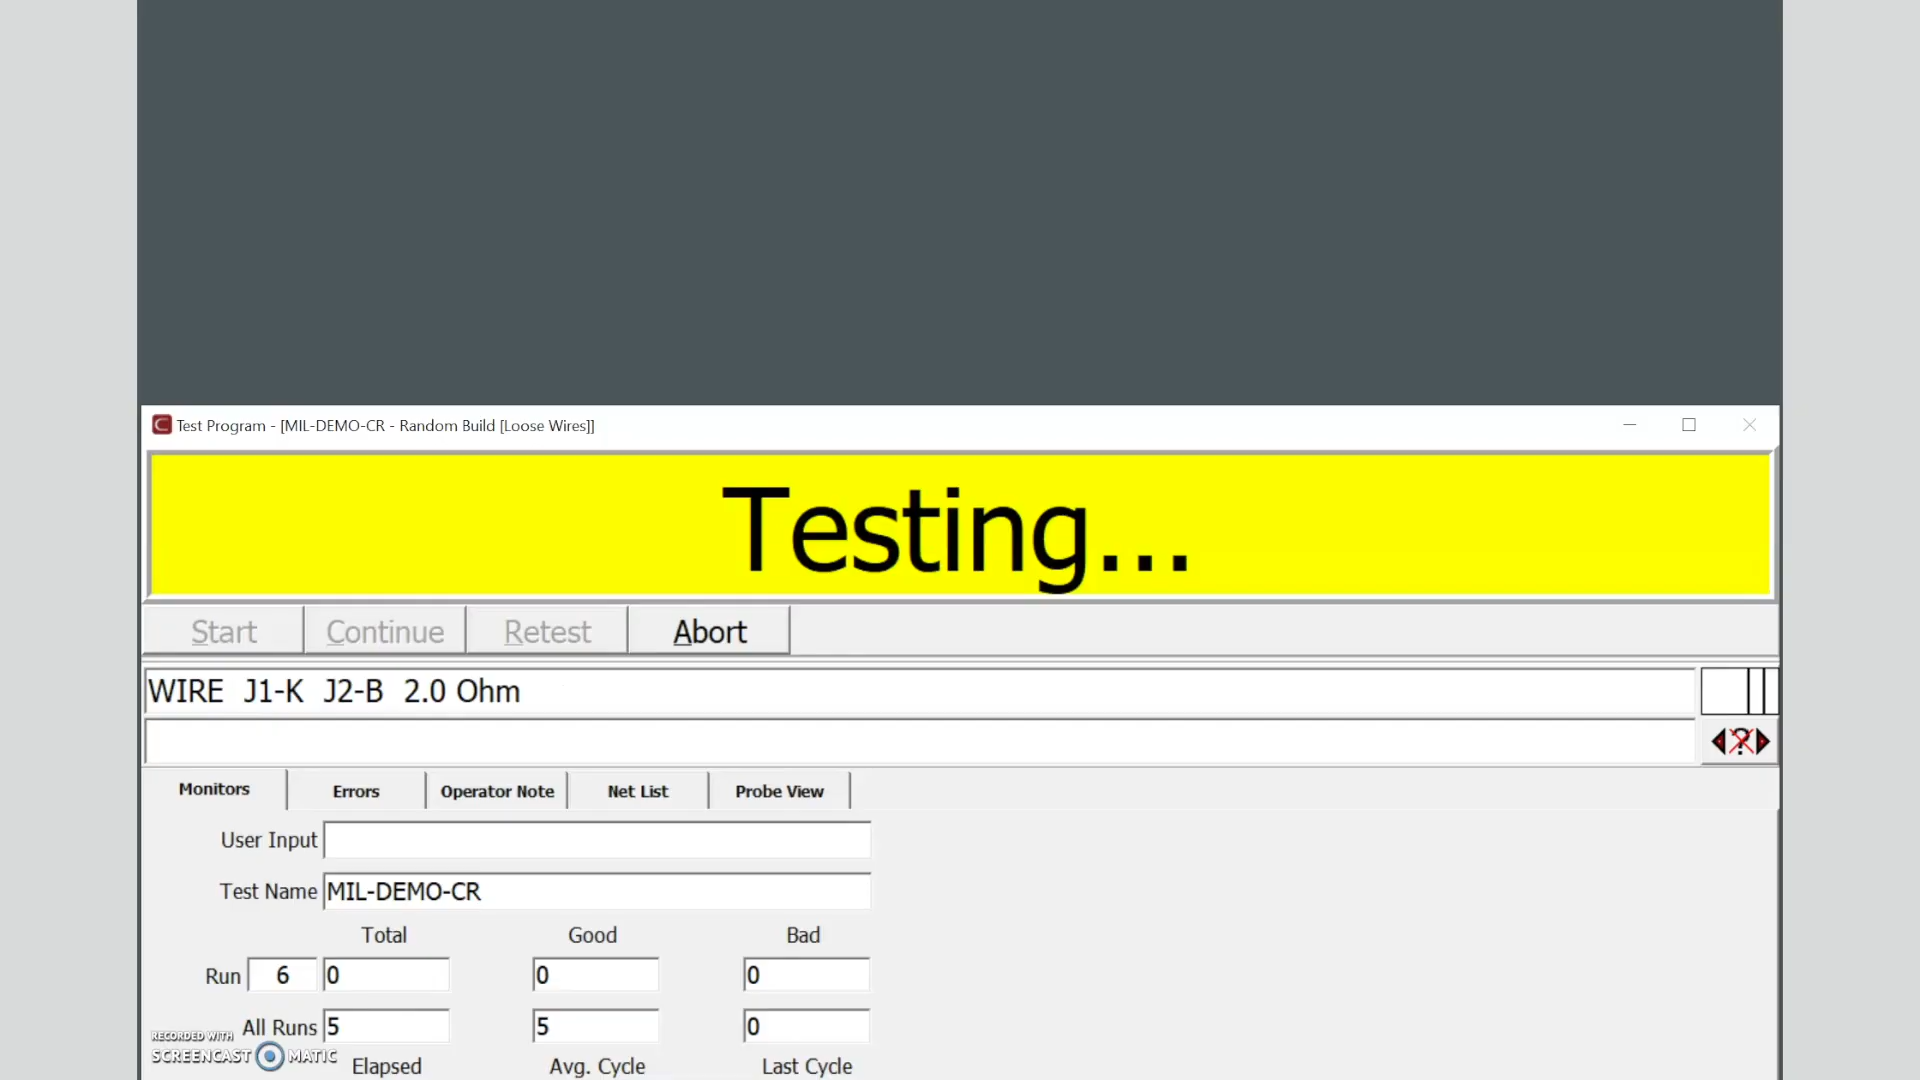 Test Program - [MIL-DEMO-CR - Random Build [Loose Wires]]
Testing...
Start Continue Retest Abort
WIRE J1-K J2-B 2.0 Ohm
Monitors Errors Operator Note Net List Probe View
User Input
Test Name MIL-DEMO-CR
Total Good Bad
Run 6 0 0 0
All Runs 5 5 0
RECORDED WITH
SCREENCAST MATIC
Elapsed Avg. Cycle Last Cycle